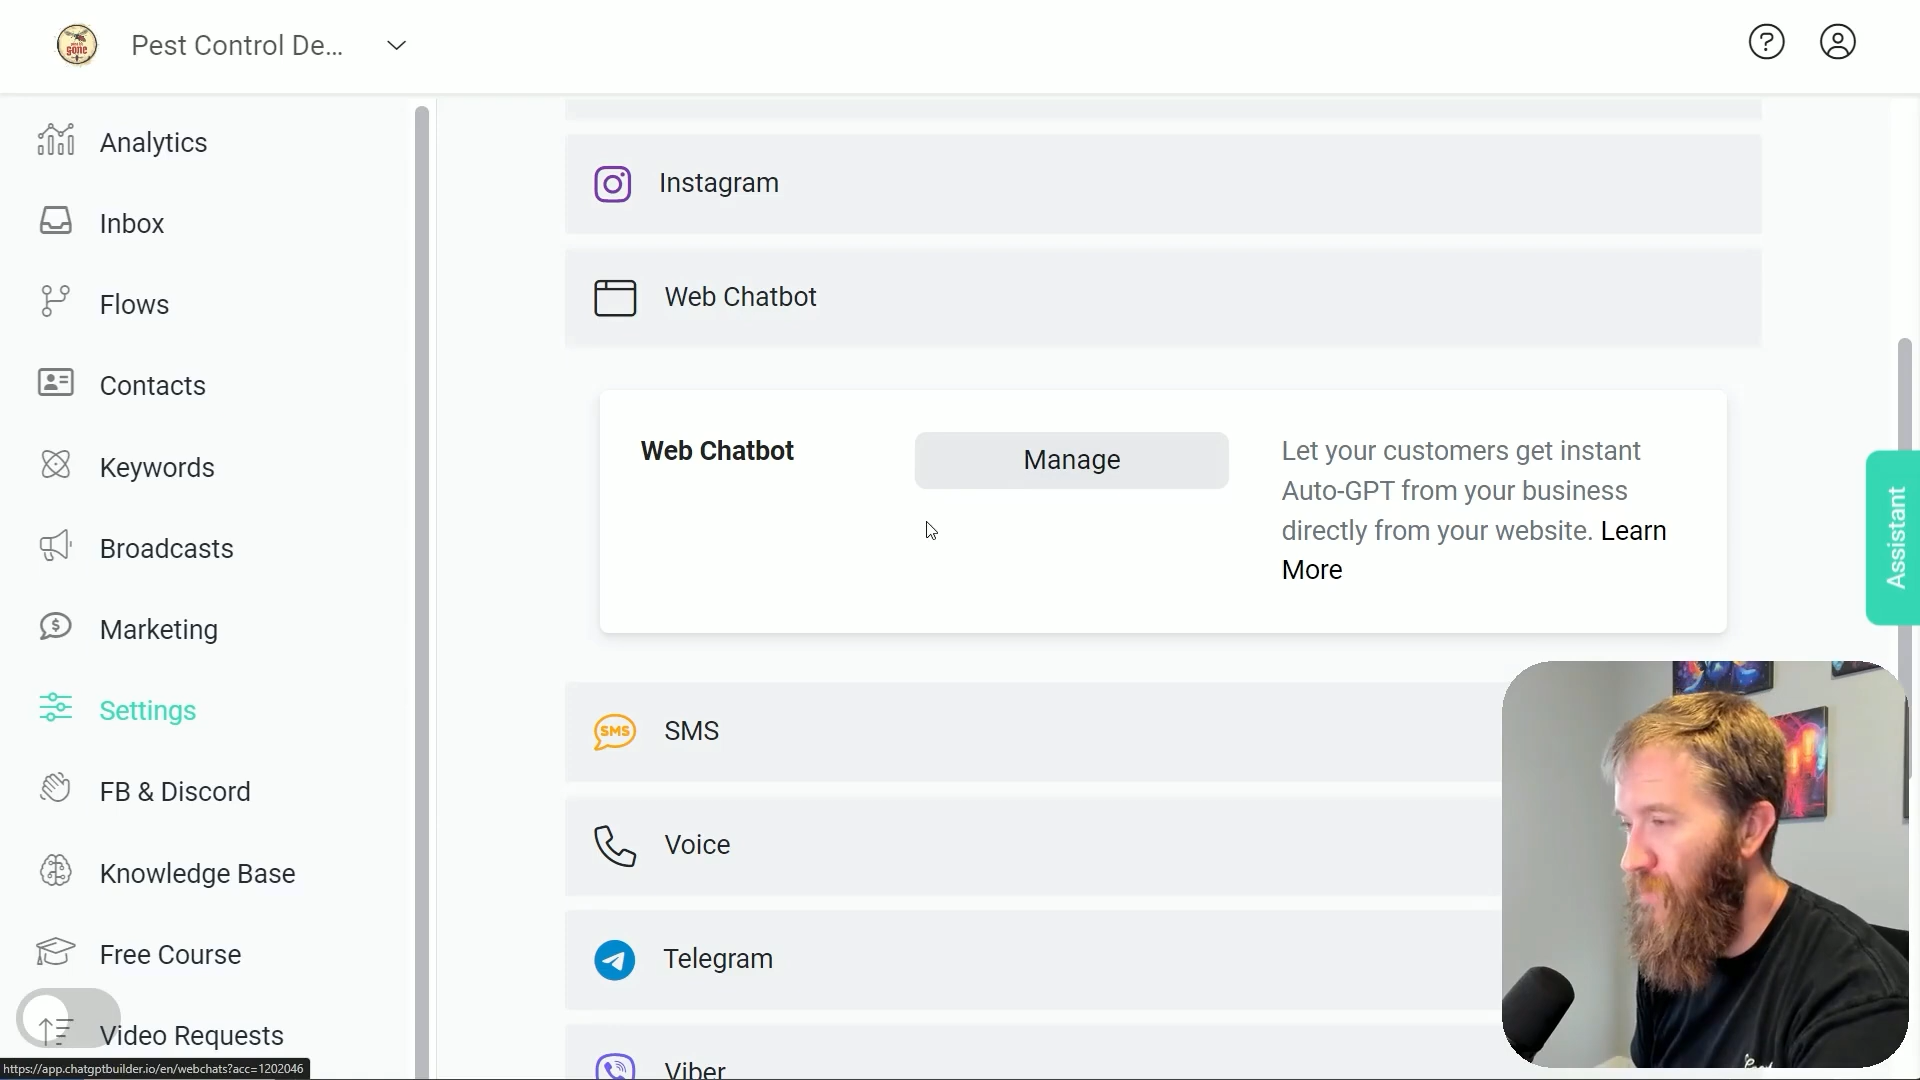 gone
Pest Control De...
?
Analytics
Inbox
Flows
Contacts
Keywords
Broadcasts
Marketing
Settings
FB & Discord
Knowledge Base
Free Course
Video Requests
https://app.chatgptbuilder.io/en/webchats?acc=1202046
Instagram
Web Chatbot
Web Chatbot
Manage
Let your customers get instant
Auto-GPT from your business
directly from your website. Learn
More
SMS
SMS
Voice
Telegram
Viber
Assistant